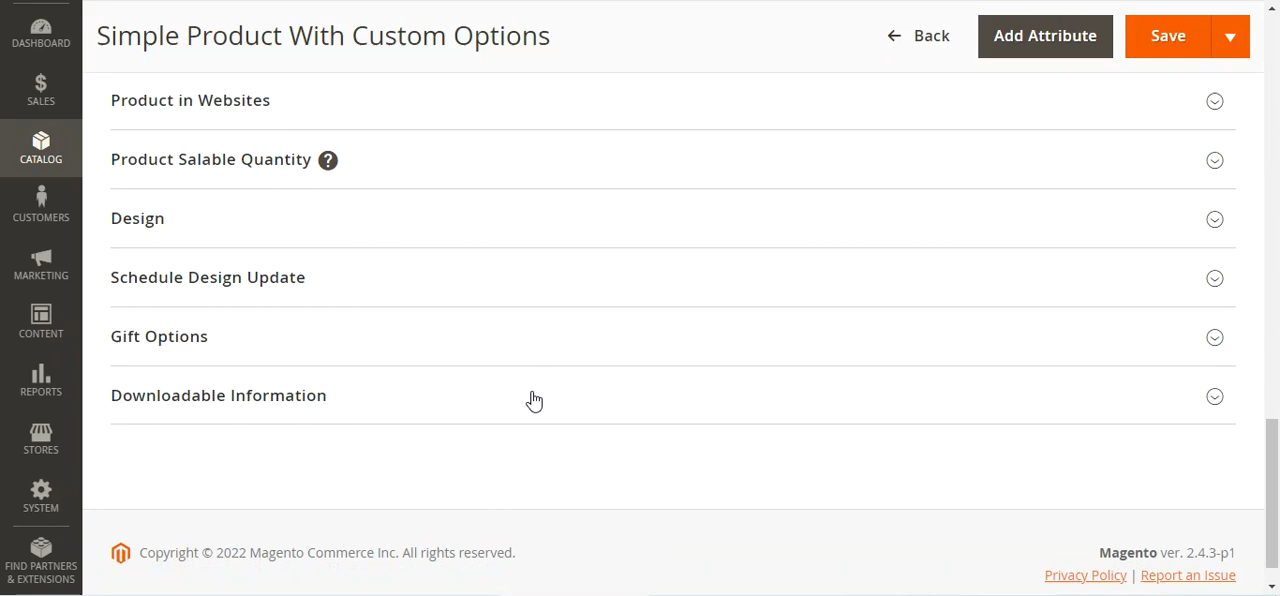 DASHBOARD
SALES
CATALOG
CUSTOMERS
MARKETING
CONTENT
REPORTS
STORES
SYSTEM
FIND PARTNERS
& EXTENSIONS
Simple Product With Custom Options
Back
Add Attribute
Save
Product in Websites
Product Salable Quantity ?
Design
Schedule Design Update
Gift Options
Downloadable Information
Copyright © 2022 Magento Commerce Inc. All rights reserved.
Magento ver. 2.4.3-p1
Privacy Policy | Report an Issue